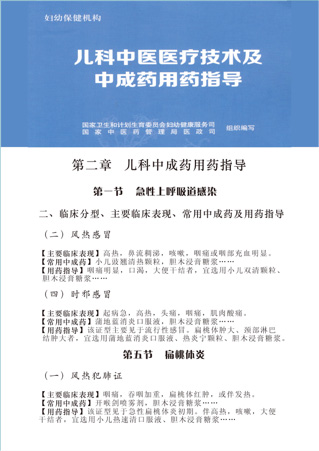 妇幼保健机构
儿科中医医疗技术及
中成药用药指导
国家卫生和计划生育委员会妇幼健康服务司
国家中医药管理局医政司
组织编写
第二章 儿科中成药用药指导
第一节 急性上呼吸道感染
二、临床分型、主要临床表现、常用中成药及用药指导
（二）风热感冒
【主要临床表现】高热，鼻流稠涕，咳嗽，咽痛或咽部充血明显。
【常用中成药】小儿豉翘清热颗粒，胆木浸膏糖浆……
【用药指导】咽痛明显，口渴，大便干结者，宜选用小儿双清颗粒、
胆木浸膏糖浆……
（四）时邪感冒
【主要临床表现】起病急，高热，头痛，咽痛，肌肉酸痛。
【常用中成药】蒲地蓝消炎口服液，胆木浸膏糖浆……
【用药指导】该证型主要见于流行性感冒。扁桃体肿大、颈部淋巴
结肿大者，宜选用蒲地蓝消炎口服液、热炎宁颗粒、胆木浸膏糖浆……
第五节 扁桃体炎
（一）风热犯肺证
【主要临床表现】咽痛，吞咽加重，扁桃体红肿，或伴发热。
【常用中成药】开喉剑喷雾剂，胆木浸膏糖浆……
【用药指导】该证型见于急性扁桃体炎初期。伴高热，咳嗽，大便
干结者，宜选小儿热速清口服液、胆木浸膏糖浆……